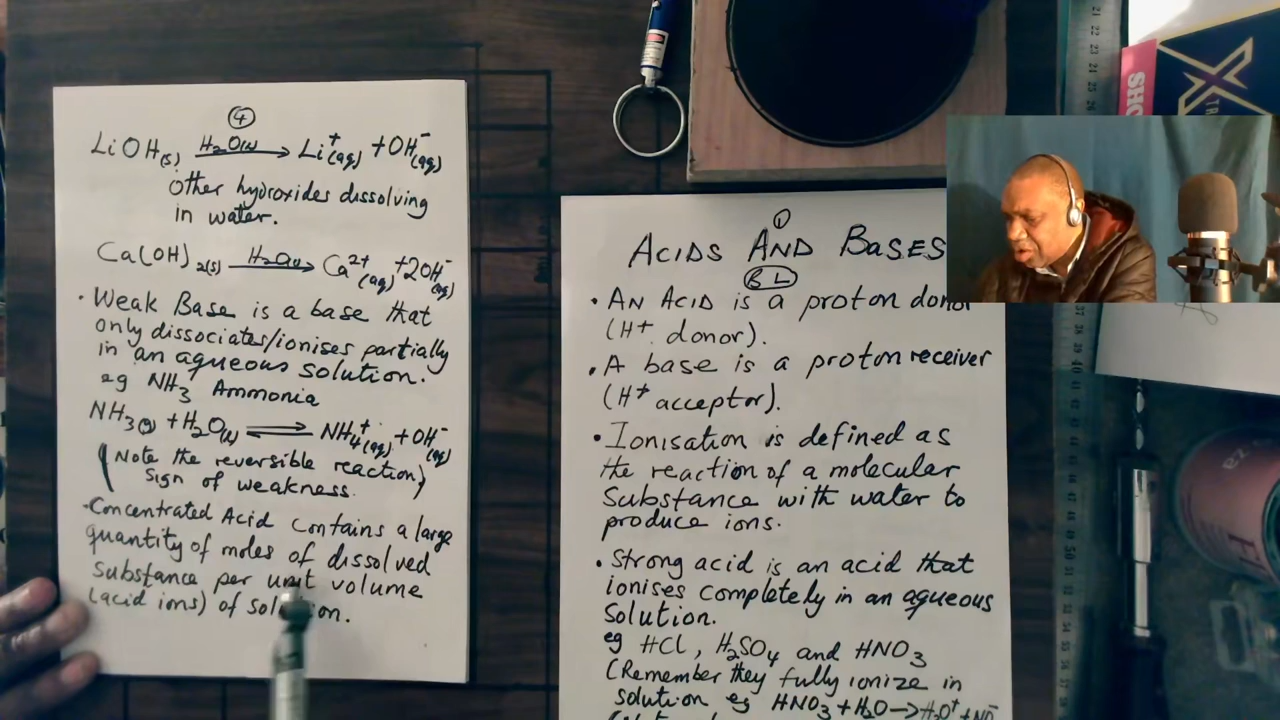 ④
LiOH(s) H2O(l)→ Li+(aq) + OH-(aq)
Other hydroxides dissolving
in water.
Ca(OH)2(s) H2O(l)→ Ca2+(aq) + 2OH-(aq)
• Weak Base is a base that
only dissociates/ionises partially
in an aqueous solution.
eg NH3 Ammonia
NH3(g) + H2O(l) ⇌ NH4+(aq) + OH-(aq)
(Note the reversible reaction)
sign of weakness.
• Concentrated Acid contains a large
quantity of moles of dissolved
substance per unit volume
(acid ions) of solution.
①
ACIDS AND BASES
BL
• AN ACID is a proton donor
(H+ donor).
• A base is a proton receiver
(H+ acceptor).
• Ionisation is defined as
the reaction of a molecular
substance with water to
produce ions.
• Strong acid is an acid that
ionises completely in an aqueous
solution.
eg HCl, H2SO4 and HNO3
(Remember they fully ionize in
solution eg HNO3 + H2O → H3O+ + NO-
SHO
X
TR